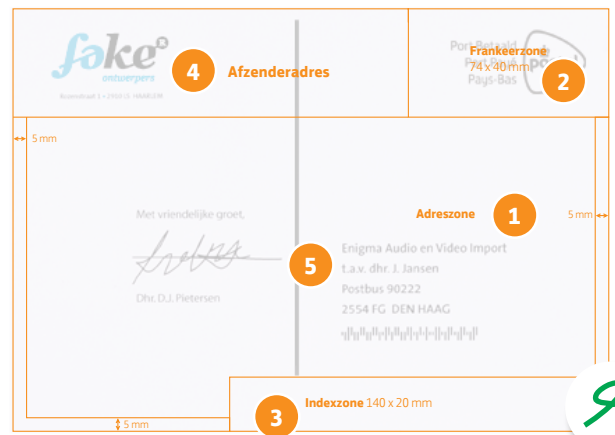 fake R
ontwerpers
4
Afzenderadres
Port Betaald
Port Payé
Pays-Bas
Frankeerzone
74 x 40 mm
2
5 mm
Met vriendelijke groet,
Dhr. D.J. Pietersen
5
Adreszone
1
5 mm
Enigma Audio en Video Import
t.a.v. dhr. J. Jansen
Postbus 90222
2554 FG DEN HAAG
3
Indexzone 140 x 20 mm
5 mm